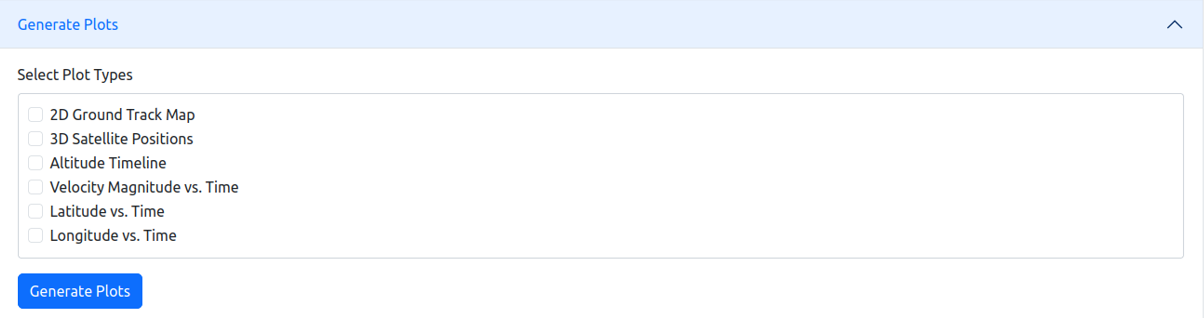 Generate Plots
Select Plot Types
2D Ground Track Map
3D Satellite Positions
Altitude Timeline
Velocity Magnitude vs. Time
Latitude vs. Time
Longitude vs. Time
Generate Plots